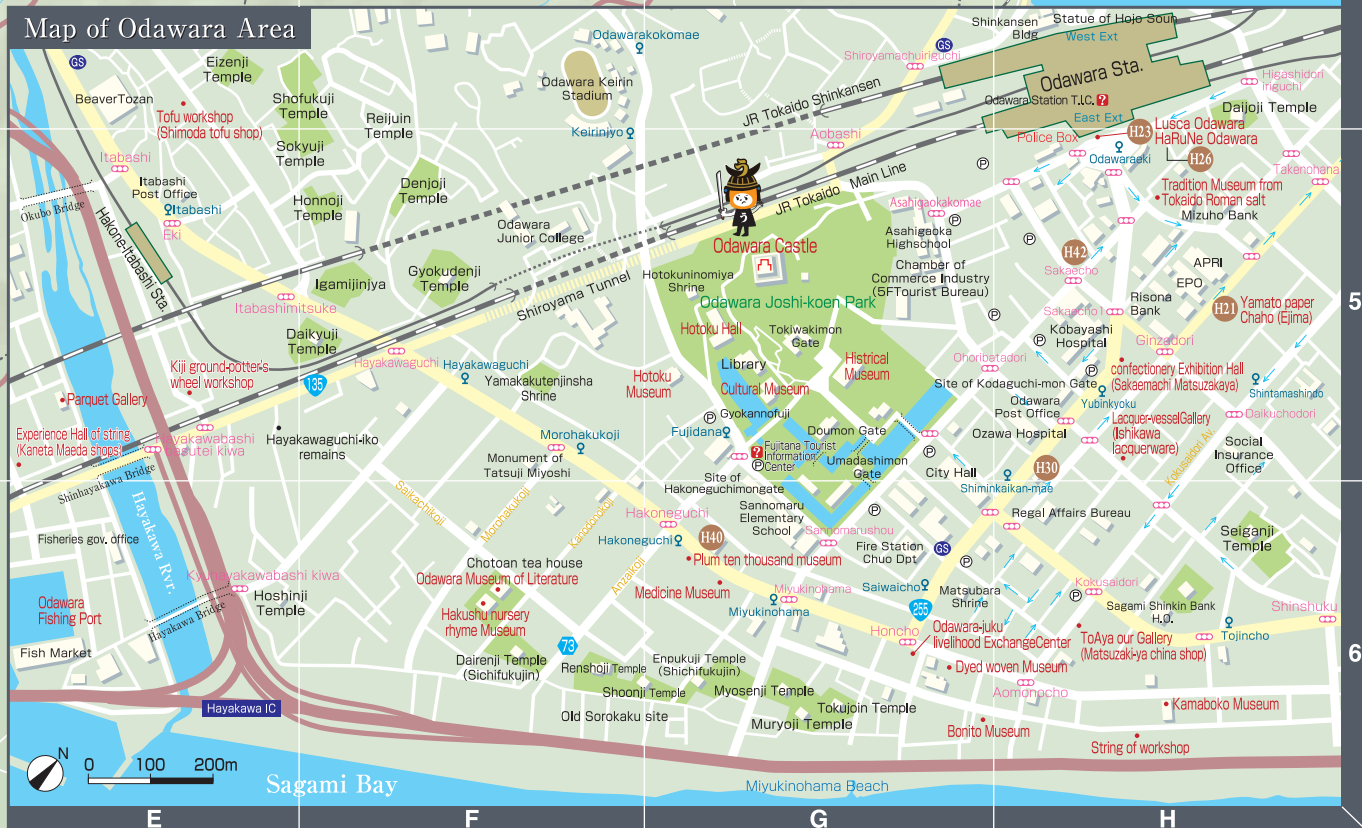 Map of Odawara Area
Shinkansen
Bldg
Statue of Hojo Soun
West Ext
Odawarakokomae
GS
Shiroyamachuiriguchi
GS
Eizenji
Temple
BeaverTozan
Tofu workshop
(Shimoda tofu shop)
Shofukuji
Temple
Reijuin
Temple
Sokyuji
Temple
Odawara Keirin
Stadium
Keirinjyo
JR Tokaido Shinkansen
Aobashi
Odawara Sta.
Odawara Station T.I.C.
?
East Ext
Police Box
Odawaraeki
H23
Lusca Odawara
HaRuNe Odawara
H26
Higashidori
iriguchi
Daijoji Temple
Takenohana
Tradition Museum from
Tokaido Roman salt
Mizuho Bank
Itabashi
Itabashi
Post Office
Itabashi
Eki
Okubo Bridge
Hakone-Itabashi Sta.
Honnoji
Temple
Denjoji
Temple
Odawara
Junior College
JR Tokaido Main Line
Asahigaokakomae
P
Asahigaoka
Highschool
P
P
Odawara Castle
Chamber of
Commerce Industry
(5FTourist Bureau)
H42
Sakaecho
APRI
EPO
Igamijinjya
Gyokudenji
Temple
Shiroyama Tunnel
Hotokuninomiya
Shrine
Odawara Joshi-koen Park
Itabashimitsuke
Daikyuji
Temple
Hotoku Hall
Tokiwakimon
Gate
P
Sakaecho1
Risona
Bank
H21
Yamato paper
Chaho (Ejima)
5
P
Kobayashi
Hospital
Ginzadori
Kiji ground-potter's
wheel workshop
135
Hayakawaguchi
Hayakawaguchi
Yamakakutenjinsha
Shrine
Hotoku
Museum
Library
Cultural Museum
Histrical
Museum
Ohoribatadori
Site of Kodaguchi-mon Gate
P
confectionery Exhibition Hall
(Sakaemachi Matsuzakaya)
Shintamashindo
Parquet Gallery
Hayakawabashi
nasutei kiwa
Hayakawaguchi-iko
remains
Experience Hall of string
(Kaneta Maeda shops)
Shinhayakawa Bridge
Morohakukoji
Monument of
Tatsuji Miyoshi
Fujidana
P
Gyokannofuji
?
Fujitana Tourist
Information
Center
P
Doumon Gate
Umadashimon
Gate
Odawara
Post Office
Yubinkyoku
Ozawa Hospital
Lacquer-vesselGallery
(Ishikawa
lacquerware)
Daikuchodori
Kokusaidori Av.
Social
Insurance
Office
P
City Hall
H30
Shiminkaikan-mae
Site of
Hakoneguchimongate
Hayakawa Rvr.
Fisheries gov. office
Saikachikoji
Morohakukoji
Kandoukoji
Anzaikoji
Hakoneguchi
Hakoneguchi
H40
Sannomaru
Elementary
School
Sannomarushou
P
Regal Affairs Bureau
Fire Station
Chuo Dpt
GS
Seiganji
Temple
Chotoan tea house
Odawara Museum of Literature
Plum ten thousand museum
Medicine Museum
Miyukinohama
Miyukinohama
Saiwaicho
P
Matsubara
Shrine
Kokusaidori
P
Sagami Shinkin Bank
H.O.
Shinshuku
Tojincho
Kyuhayakawabashi kiwa
Hoshinji
Temple
Hayakawa Bridge
Odawara
Fishing Port
Fish Market
Hakushu nursery
rhyme Museum
73
Honcho
255
Odawara-juku
livelihood ExchangeCenter
ToAya our Gallery
(Matsuzaki-ya china shop)
6
Dairenji Temple
(Sichifukujin)
Renshoji Temple
Enpukuji Temple
(Shichifukujin)
Shoonji Temple
Myosenji Temple
Dyed woven Museum
Aomonocho
Hayakawa IC
Old Sorokaku site
Tokujoin Temple
Muryoji Temple
Kamaboko Museum
Bonito Museum
String of workshop
N
0 100 200m
Sagami Bay
Miyukinohama Beach
E F G H